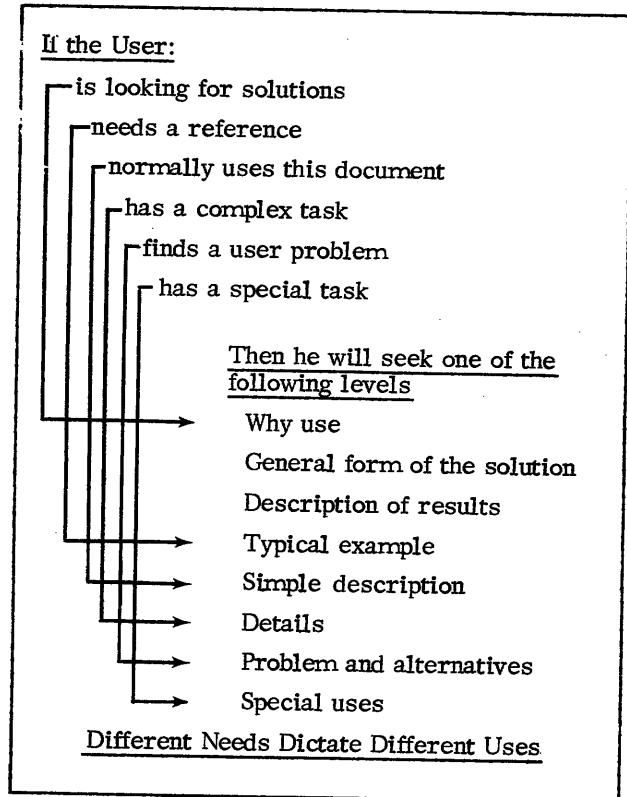 If the User:
is looking for solutions
needs a reference
normally uses this document
has a complex task
finds a user problem
has a special task
Then he will seek one of the
following levels
Why use
General form of the solution
Description of results
Typical example
Simple description
Details
Problem and alternatives
Special uses
Different Needs Dictate Different Uses